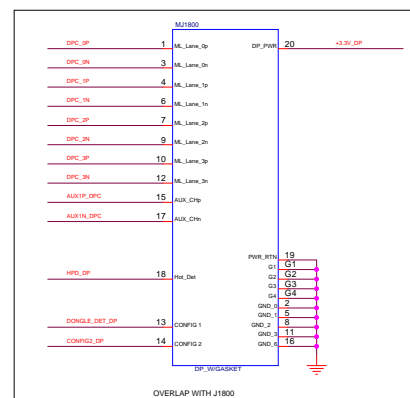 MJ1800
DPC_0P 1 ML_Lane_0p DP_PWR 20 +3.3V_DP
DPC_0N 3 ML_Lane_0n
DPC_1P 4 ML_Lane_1p
DPC_1N 6 ML_Lane_1n
DPC_2P 7 ML_Lane_2p
DPC_2N 9 ML_Lane_2n
DPC_3P 10 ML_Lane_3p
DPC_3N 12 ML_Lane_3n
AUX1P_DPC 15 AUX_CHp
AUX1N_DPC 17 AUX_CHn
PWR_RTN 19
G1 G1
G2 G2
HPD_DP 18 Hot_Det
G3 G3
G4 G4
GND_0 2
GND_1 5
DONGLE_DET_DP 13 CONFIG 1 GND_2 8
GND_3 11
CONFIG2_DP 14 CONFIG 2 GND_6 16
DP_W/GASKET
OVERLAP WITH J1800